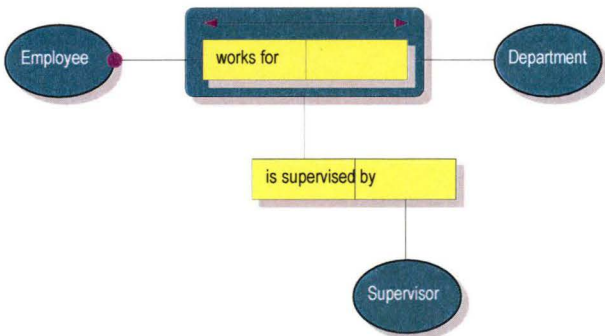 Employee
works for
Department
is supervised by
Supervisor